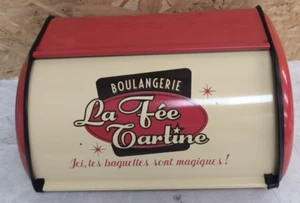 BOULANGERIE
La Fée
Tartine
Ici, les baguettes sont magiques !